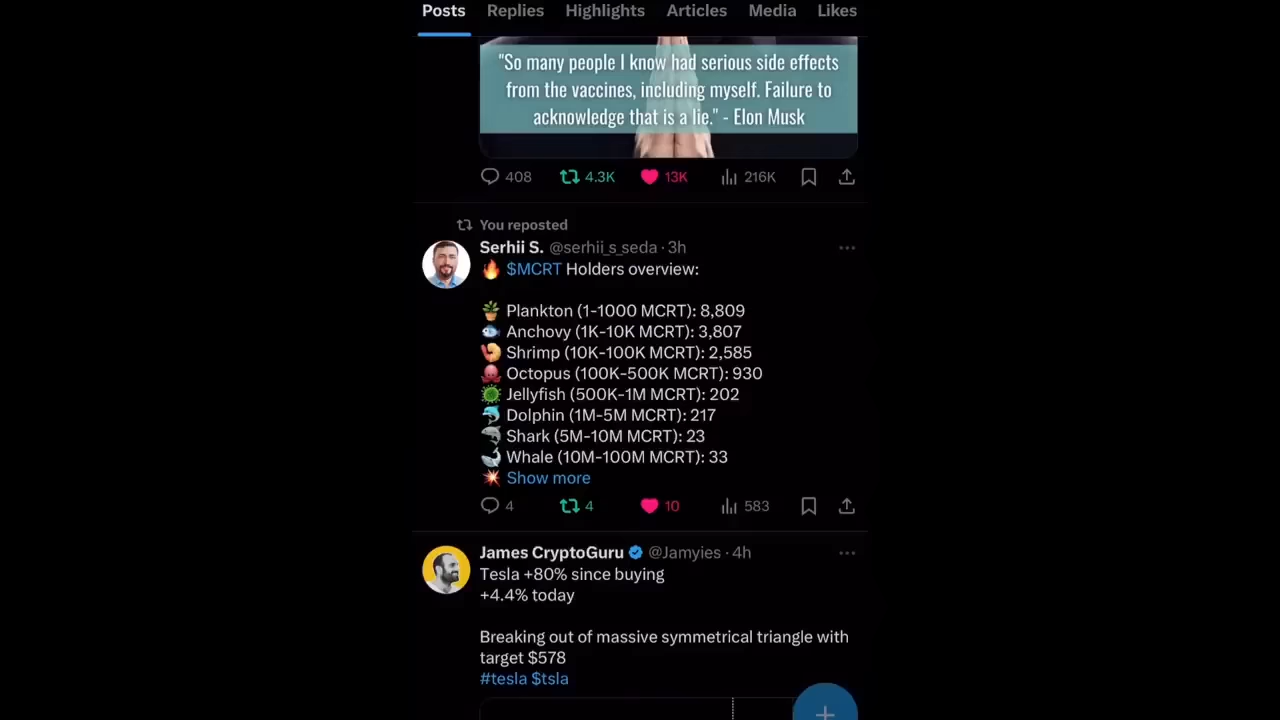 Posts Replies Highlights Articles Media Likes
"So many people I know had serious side effects
from the vaccines, including myself. Failure to
acknowledge that is a lie." - Elon Musk
408 4.3K 13K 216K
You reposted
Serhii S. @serhii_s_seda · 3h
🔥 $MCRT Holders overview:
🪴 Plankton (1-1000 MCRT): 8,809
🐟 Anchovy (1K-10K MCRT): 3,807
🦐 Shrimp (10K-100K MCRT): 2,585
🐙 Octopus (100K-500K MCRT): 930
🦠 Jellyfish (500K-1M MCRT): 202
🐬 Dolphin (1M-5M MCRT): 217
🦈 Shark (5M-10M MCRT): 23
🐋 Whale (10M-100M MCRT): 33
💥 Show more
4 4 10 583
James CryptoGuru @Jamyies · 4h
Tesla +80% since buying
+4.4% today
Breaking out of massive symmetrical triangle with
target $578
#tesla $tsla